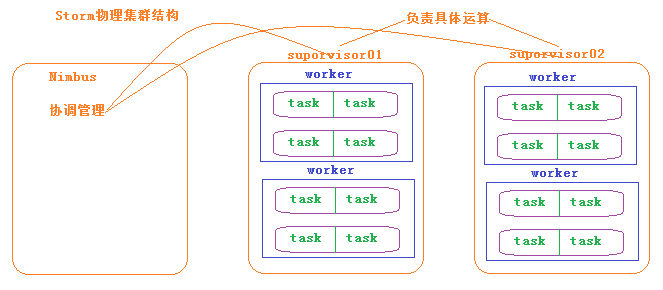 Storm物理集群结构
负责具体运算
Nimbus
协调管理
suporvisor01
worker
task task
task task
worker
task task
task task
suporvisor02
worker
task task
task task
worker
task task
task task